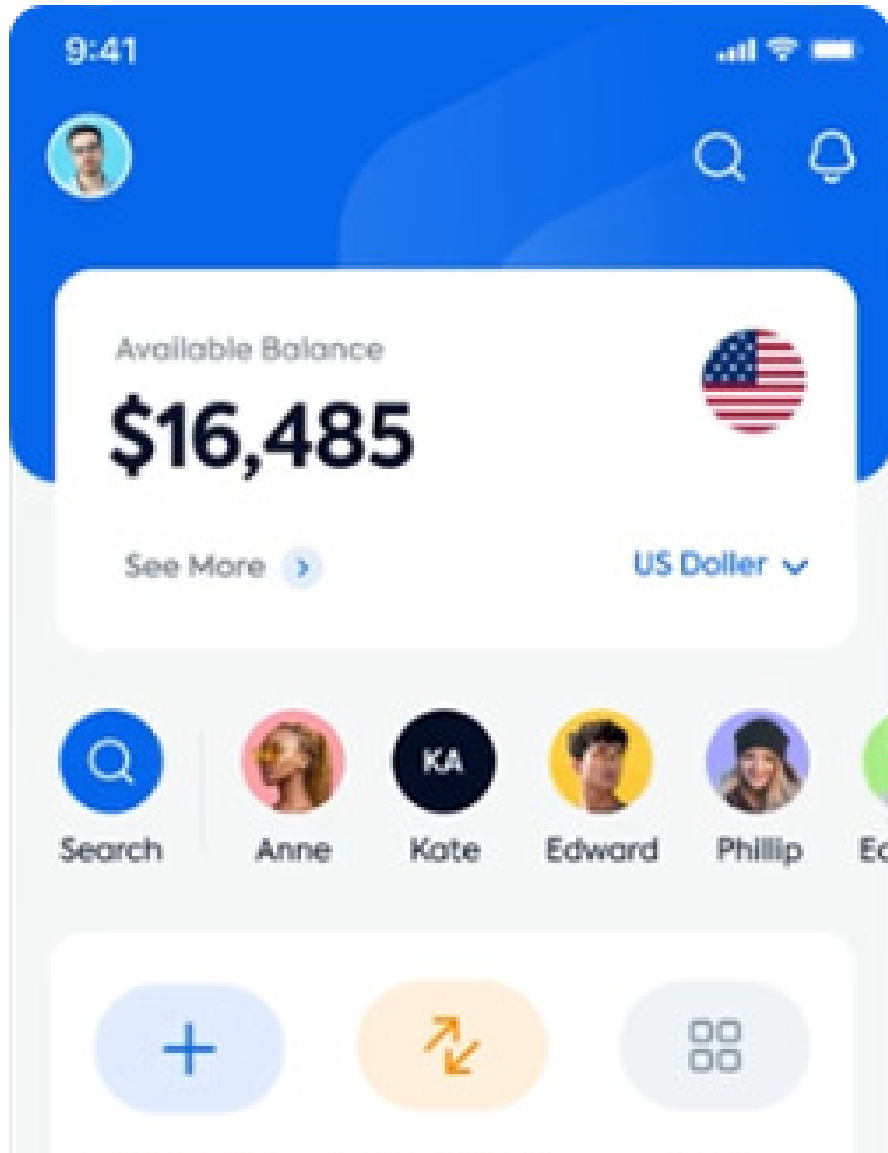 9:41
Available Balance
$16,485
See More
US Doller
KA
Search Anne Kate Edward Phillip